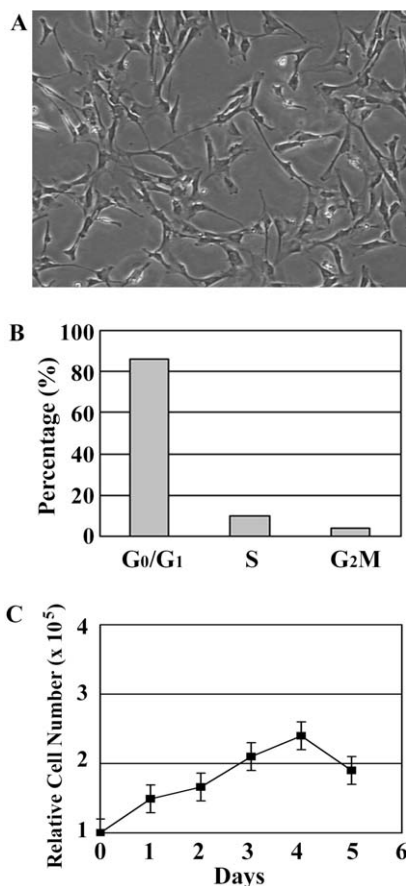 A
B
Percentage (%)
100
80
60
40
20
0
G0/G1 S G2M
C
Relative Cell Number (x 10⁵)
4
3
2
1
0 1 2 3 4 5 6
Days